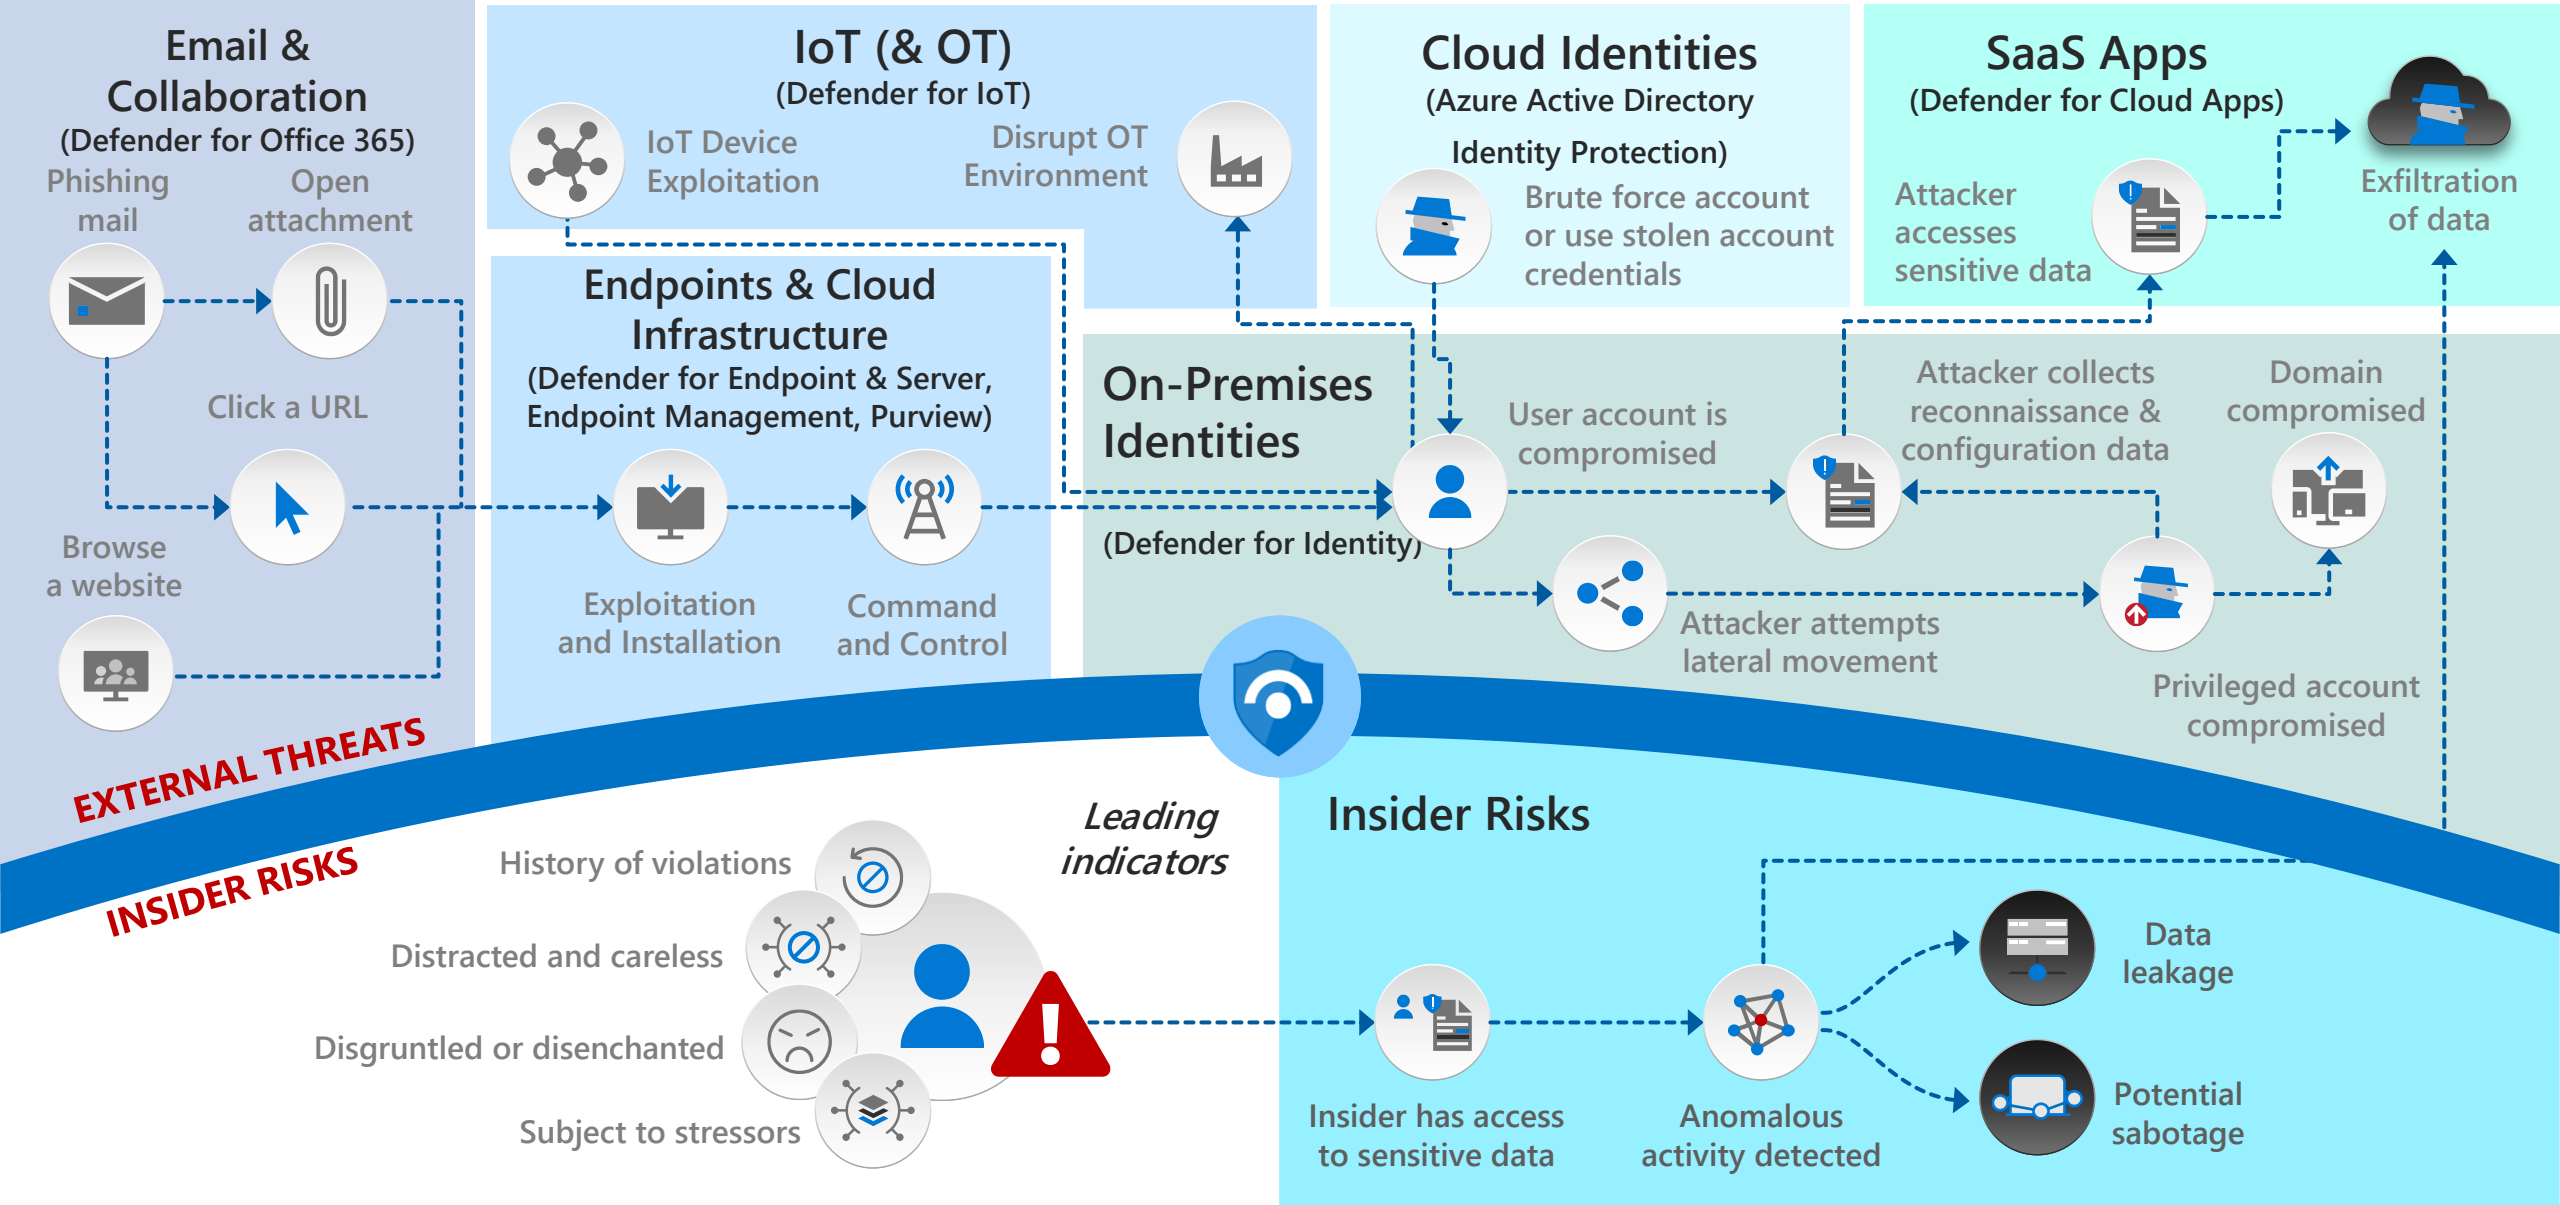 Email &
Collaboration
(Defender for Office 365)
Phishing
mail
Open
attachment
Click a URL
Browse
a website
IoT (& OT)
(Defender for IoT)
IoT Device
Exploitation
Disrupt OT
Environment
Endpoints & Cloud
Infrastructure
(Defender for Endpoint & Server,
Endpoint Management, Purview)
Exploitation
and Installation
Command
and Control
Cloud Identities
(Azure Active Directory
Identity Protection)
Brute force account
or use stolen account
credentials
SaaS Apps
(Defender for Cloud Apps)
Attacker
accesses
sensitive data
Exfiltration
of data
On-Premises
Identities
(Defender for Identity)
User account is
compromised
Attacker collects
reconnaissance &
configuration data
Domain
compromised
Attacker attempts
lateral movement
Privileged account
compromised
EXTERNAL THREATS
INSIDER RISKS
Leading
indicators
History of violations
Distracted and careless
Disgruntled or disenchanted
Subject to stressors
Insider Risks
Insider has access
to sensitive data
Anomalous
activity detected
Data
leakage
Potential
sabotage